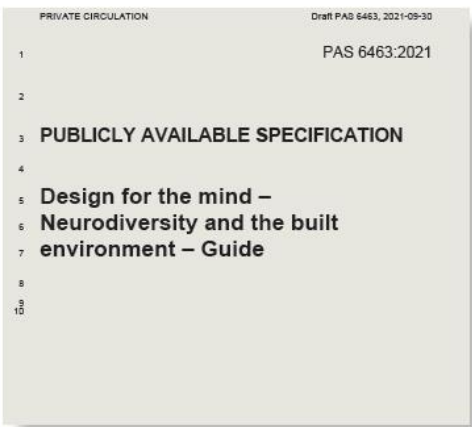 PRIVATE CIRCULATION Draft PAS 6463, 2021-09-30
1 PAS 6463:2021
2
3 PUBLICLY AVAILABLE SPECIFICATION
4
5 Design for the mind –
6 Neurodiversity and the built
7 environment – Guide
8
9
10